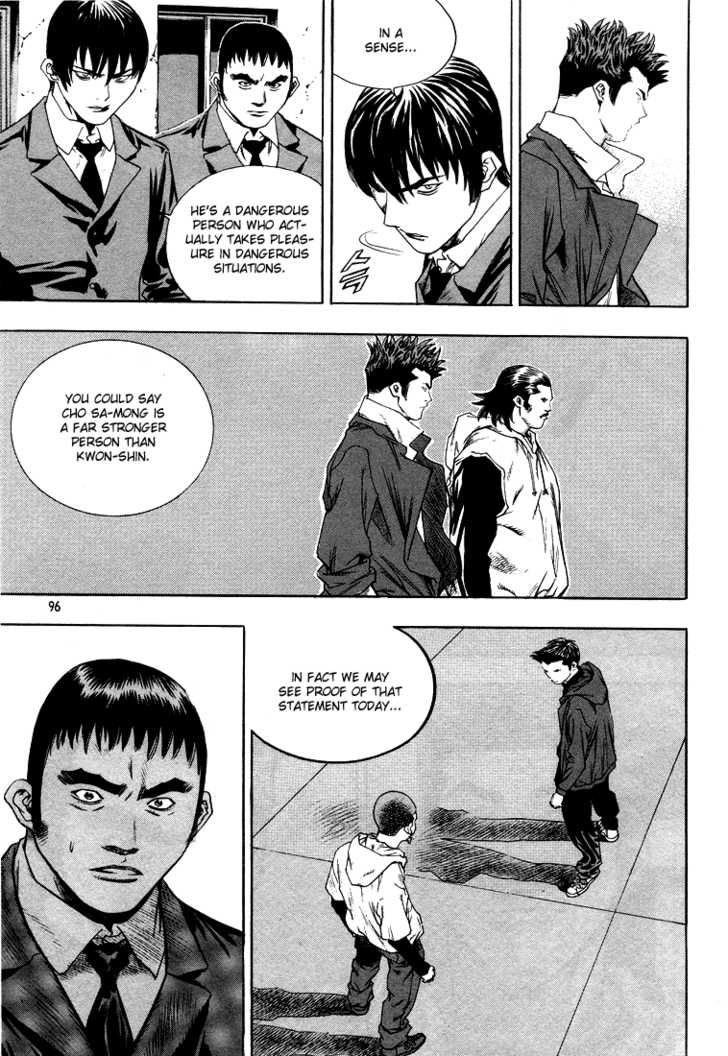 HE'S A DANGEROUS
PERSON WHO ACT-
UALLY TAKES PLEAS-
URE IN DANGEROUS
SITUATIONS.
IN A
SENSE...
스윽
YOU COULD SAY
CHO SA-MONG IS
A FAR STRONGER
PERSON THAN
KWON-SHIN.
96
IN FACT WE MAY
SEE PROOF OF THAT
STATEMENT TODAY...